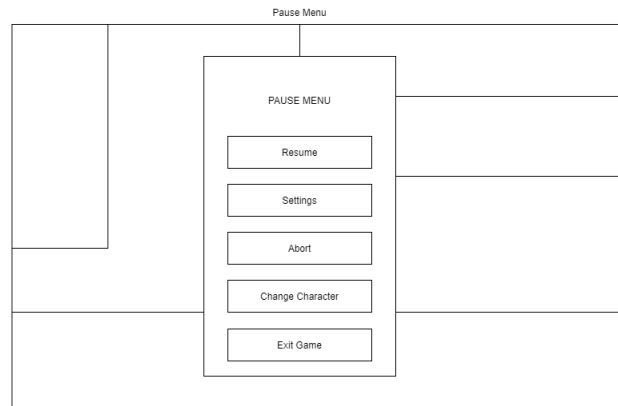 Pause Menu
PAUSE MENU
Resume
Settings
Abort
Change Character
Exit Game